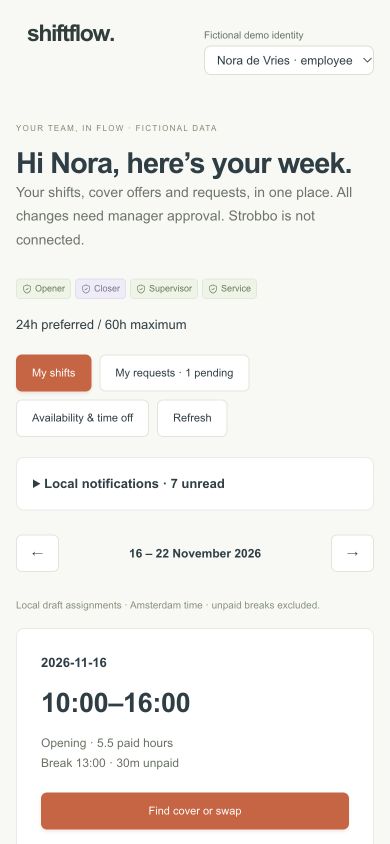 shiftflow.
Fictional demo identity
Nora de Vries · employee
YOUR TEAM, IN FLOW · FICTIONAL DATA
Hi Nora, here’s your week.
Your shifts, cover offers and requests, in one place. All
changes need manager approval. Strobbo is not
connected.
Opener Closer Supervisor Service
24h preferred / 60h maximum
My shifts My requests · 1 pending
Availability & time off Refresh
Local notifications · 7 unread
← 16 – 22 November 2026 →
Local draft assignments · Amsterdam time · unpaid breaks excluded.
2026-11-16
10:00–16:00
Opening · 5.5 paid hours
Break 13:00 · 30m unpaid
Find cover or swap